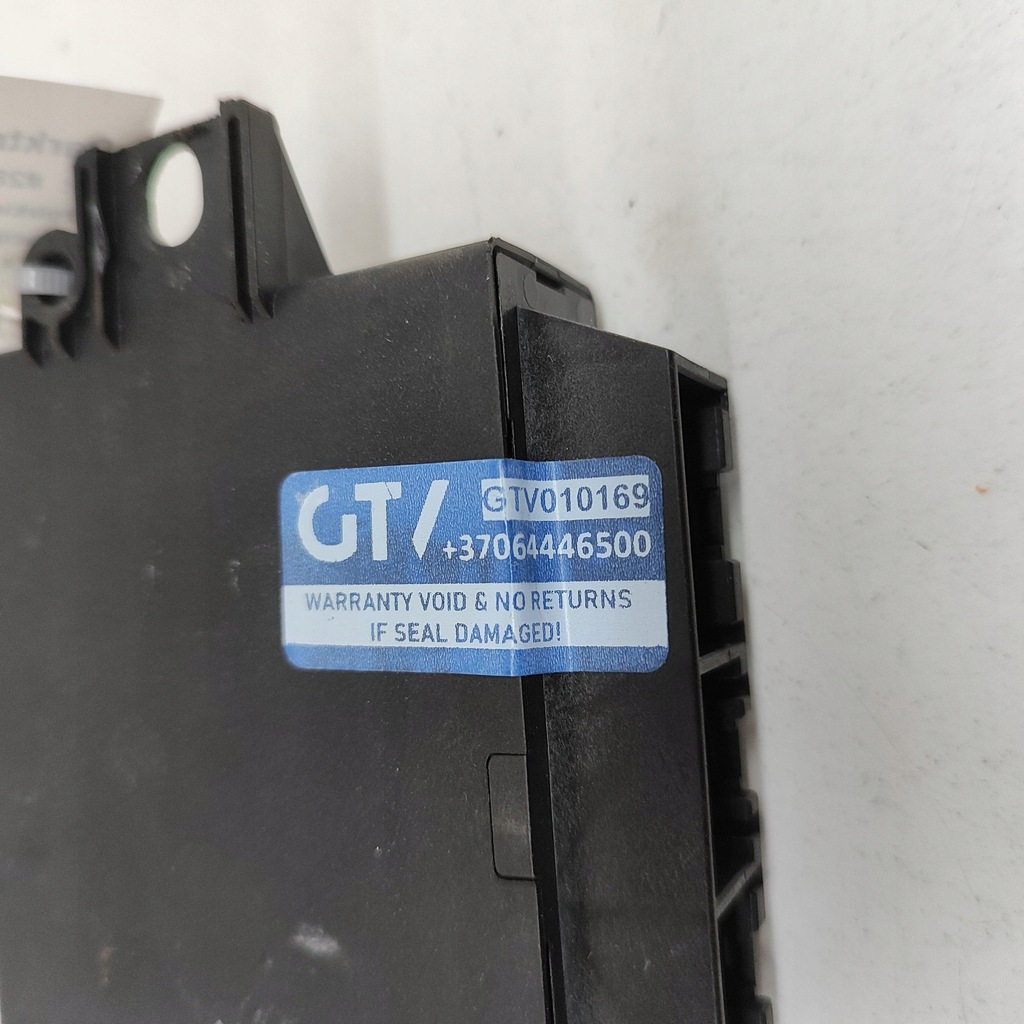 GTV GTV010169
+37064446500
WARRANTY VOID & NO RETURNS
IF SEAL DAMAGED!